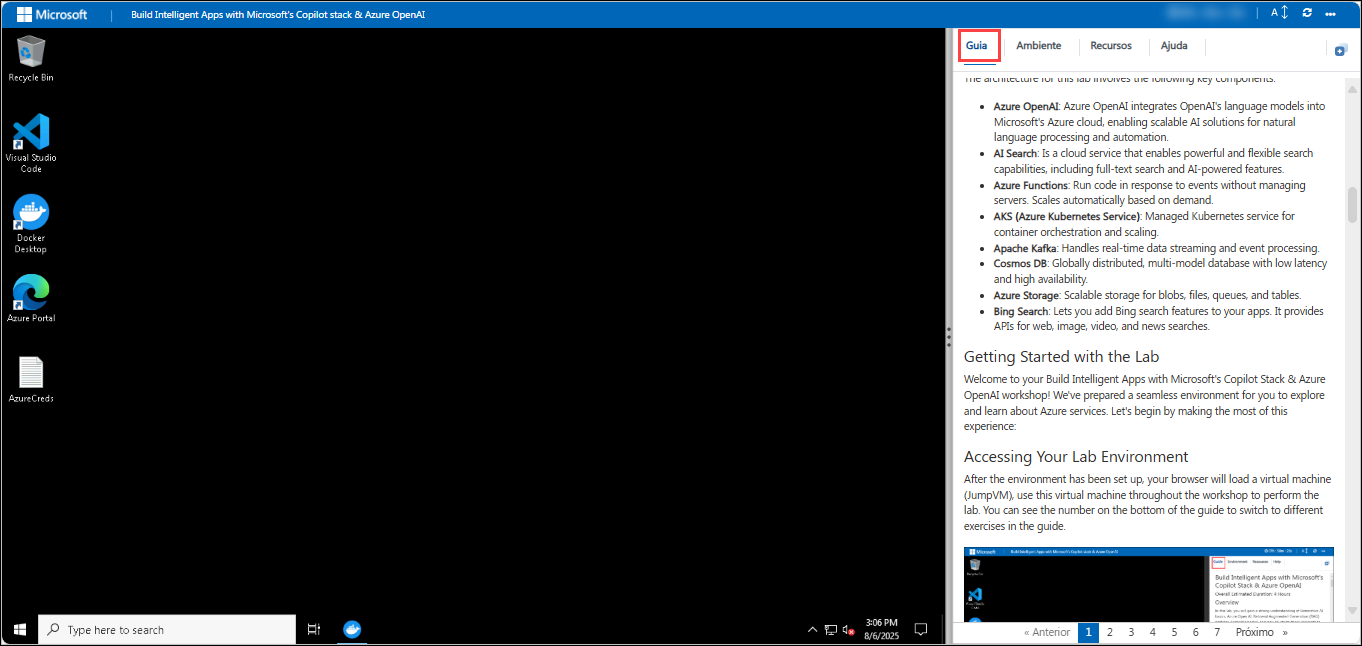 Microsoft
Build Intelligent Apps with Microsoft's Copilot stack & Azure OpenAI
A
Recycle Bin
Visual Studio
Code
Docker
Desktop
Azure Portal
AzureCreds
Type here to search
3:06 PM
8/6/2025
Guia
Ambiente
Recursos
Ajuda
The architecture for this lab involves the following key components:
• Azure OpenAI: Azure OpenAI integrates OpenAI's language models into
Microsoft's Azure cloud, enabling scalable AI solutions for natural
language processing and automation.
• AI Search: Is a cloud service that enables powerful and flexible search
capabilities, including full-text search and AI-powered features.
• Azure Functions: Run code in response to events without managing
servers. Scales automatically based on demand.
• AKS (Azure Kubernetes Service): Managed Kubernetes service for
container orchestration and scaling.
• Apache Kafka: Handles real-time data streaming and event processing.
• Cosmos DB: Globally distributed, multi-model database with low latency
and high availability.
• Azure Storage: Scalable storage for blobs, files, queues, and tables.
• Bing Search: Lets you add Bing search features to your apps. It provides
APIs for web, image, video, and news searches.
Getting Started with the Lab
Welcome to your Build Intelligent Apps with Microsoft's Copilot Stack & Azure
OpenAI workshop! We've prepared a seamless environment for you to explore
and learn about Azure services. Let's begin by making the most of this
experience:
Accessing Your Lab Environment
After the environment has been set up, your browser will load a virtual machine
(JumpVM), use this virtual machine throughout the workshop to perform the
lab. You can see the number on the bottom of the guide to switch to different
exercises in the guide.
Microsoft
Build Intelligent Apps with Microsoft's Copilot stack & Azure OpenAI
Guide
Environment
Resources
Help
Build Intelligent Apps with Microsoft's
Copilot Stack & Azure OpenAI
Overall Estimated Duration: 4 Hours
Overview
« Anterior 1 2 3 4 5 6 7 Próximo »